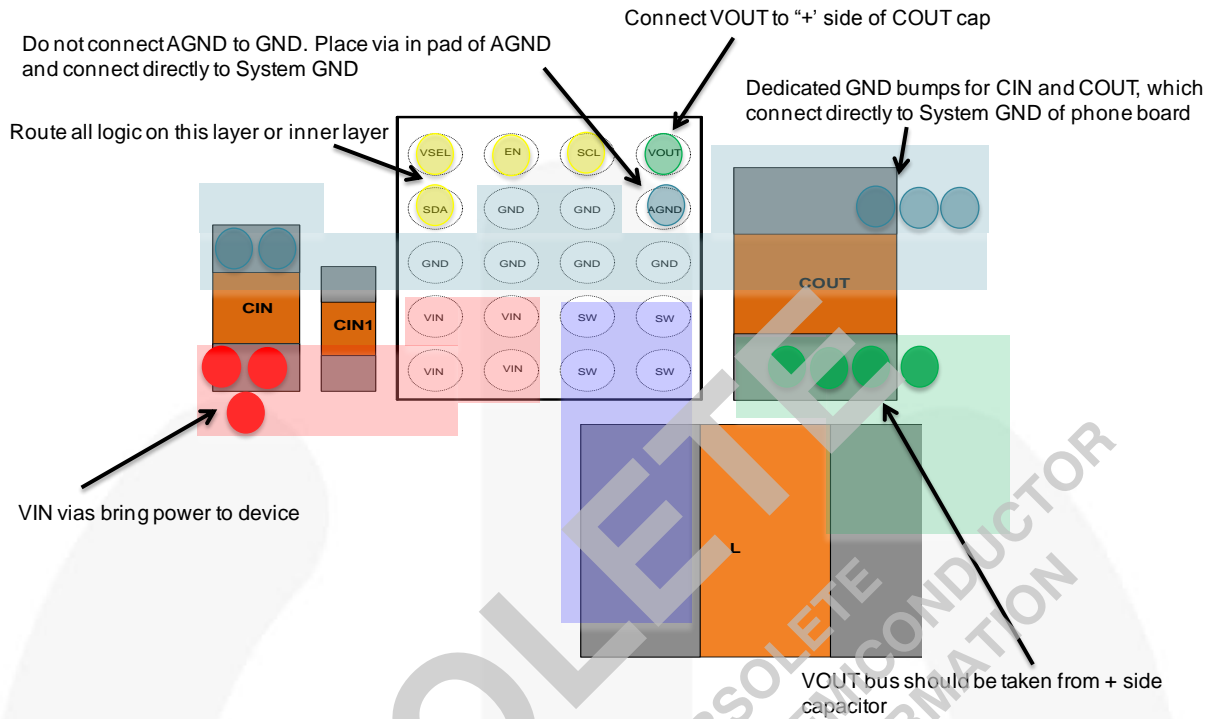 Connect VOUT to “+’ side of COUT cap
Do not connect AGND to GND. Place via in pad of AGND
and connect directly to System GND
Dedicated GND bumps for CIN and COUT, which
connect directly to System GND of phone board
Route all logic on this layer or inner layer
VSEL EN SCL VOUT
SDA GND GND AGND
GND GND GND GND
CIN
CIN1
COUT
VIN VIN SW SW
VIN VIN SW SW
L
VIN vias bring power to device
VOUT bus should be taken from + side
capacitor